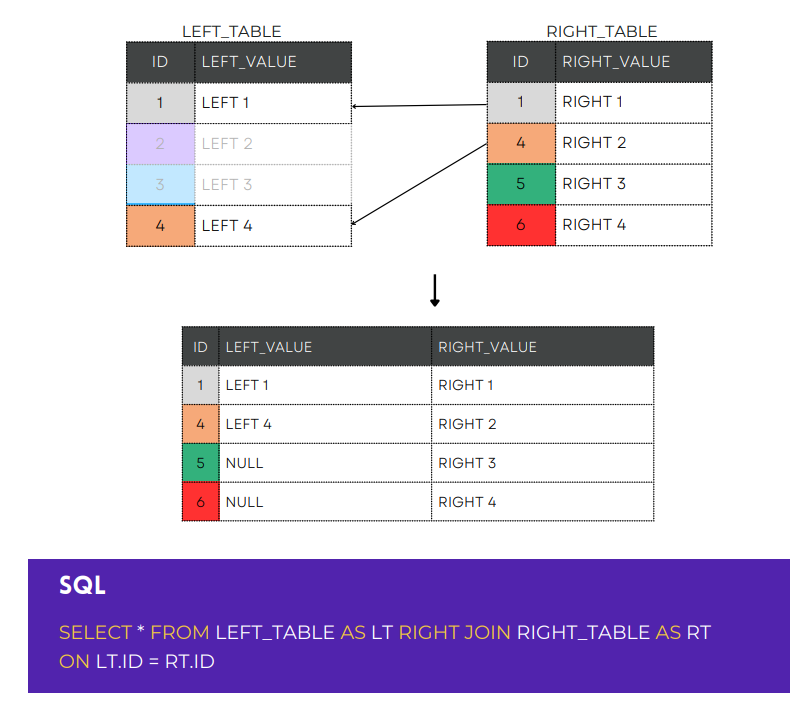 LEFT_TABLE
ID LEFT_VALUE
1 LEFT 1
2 LEFT 2
3 LEFT 3
4 LEFT 4
RIGHT_TABLE
ID RIGHT_VALUE
1 RIGHT 1
4 RIGHT 2
5 RIGHT 3
6 RIGHT 4
ID LEFT_VALUE RIGHT_VALUE
1 LEFT 1 RIGHT 1
4 LEFT 4 RIGHT 2
5 NULL RIGHT 3
6 NULL RIGHT 4
SQL
SELECT * FROM LEFT_TABLE AS LT RIGHT JOIN RIGHT_TABLE AS RT
ON LT.ID = RT.ID